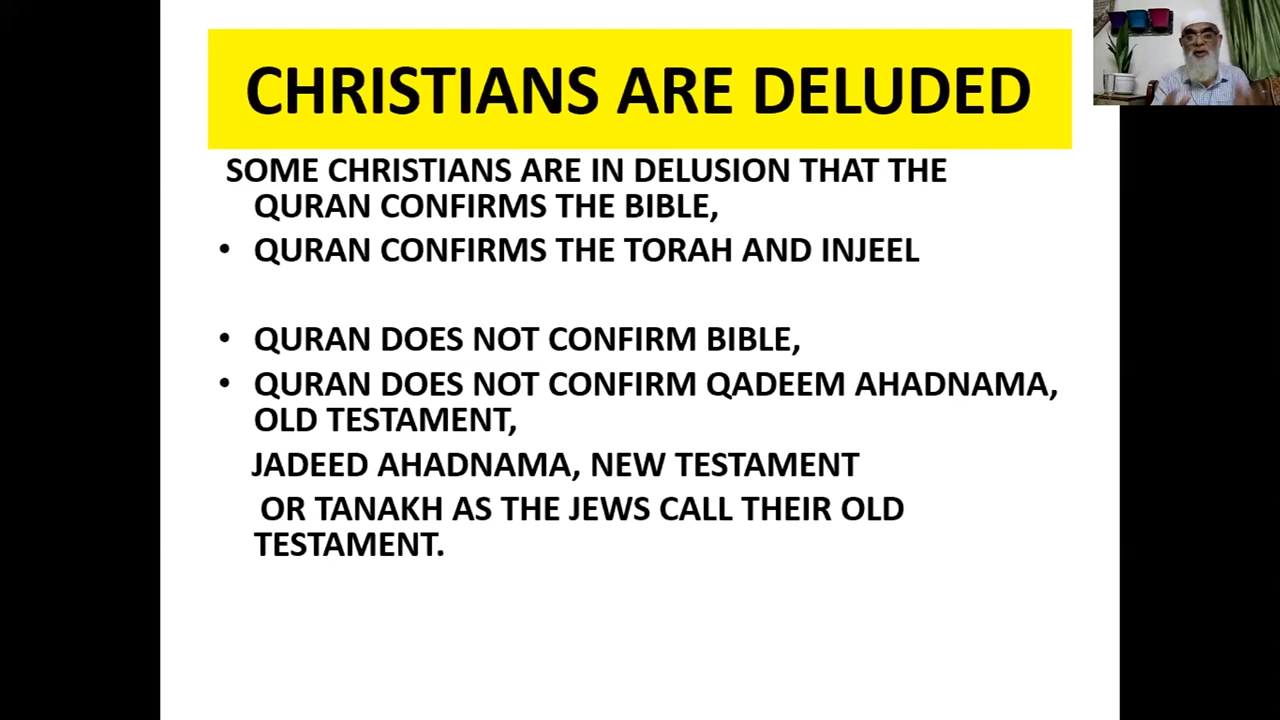 CHRISTIANS ARE DELUDED
SOME CHRISTIANS ARE IN DELUSION THAT THE
QURAN CONFIRMS THE BIBLE,
• QURAN CONFIRMS THE TORAH AND INJEEL
• QURAN DOES NOT CONFIRM BIBLE,
• QURAN DOES NOT CONFIRM QADEEM AHADNAMA,
OLD TESTAMENT,
JADEED AHADNAMA, NEW TESTAMENT
OR TANAKH AS THE JEWS CALL THEIR OLD
TESTAMENT.